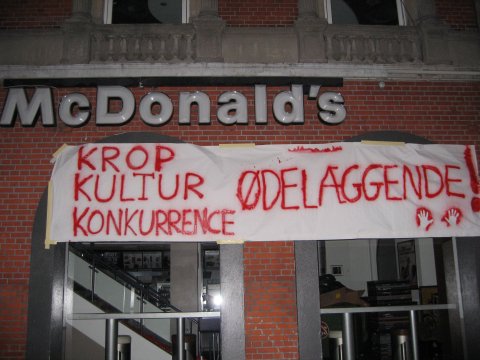 McDonald's
KROP
KULTUR
KONKURRENCE
ØDELAGGENDE!